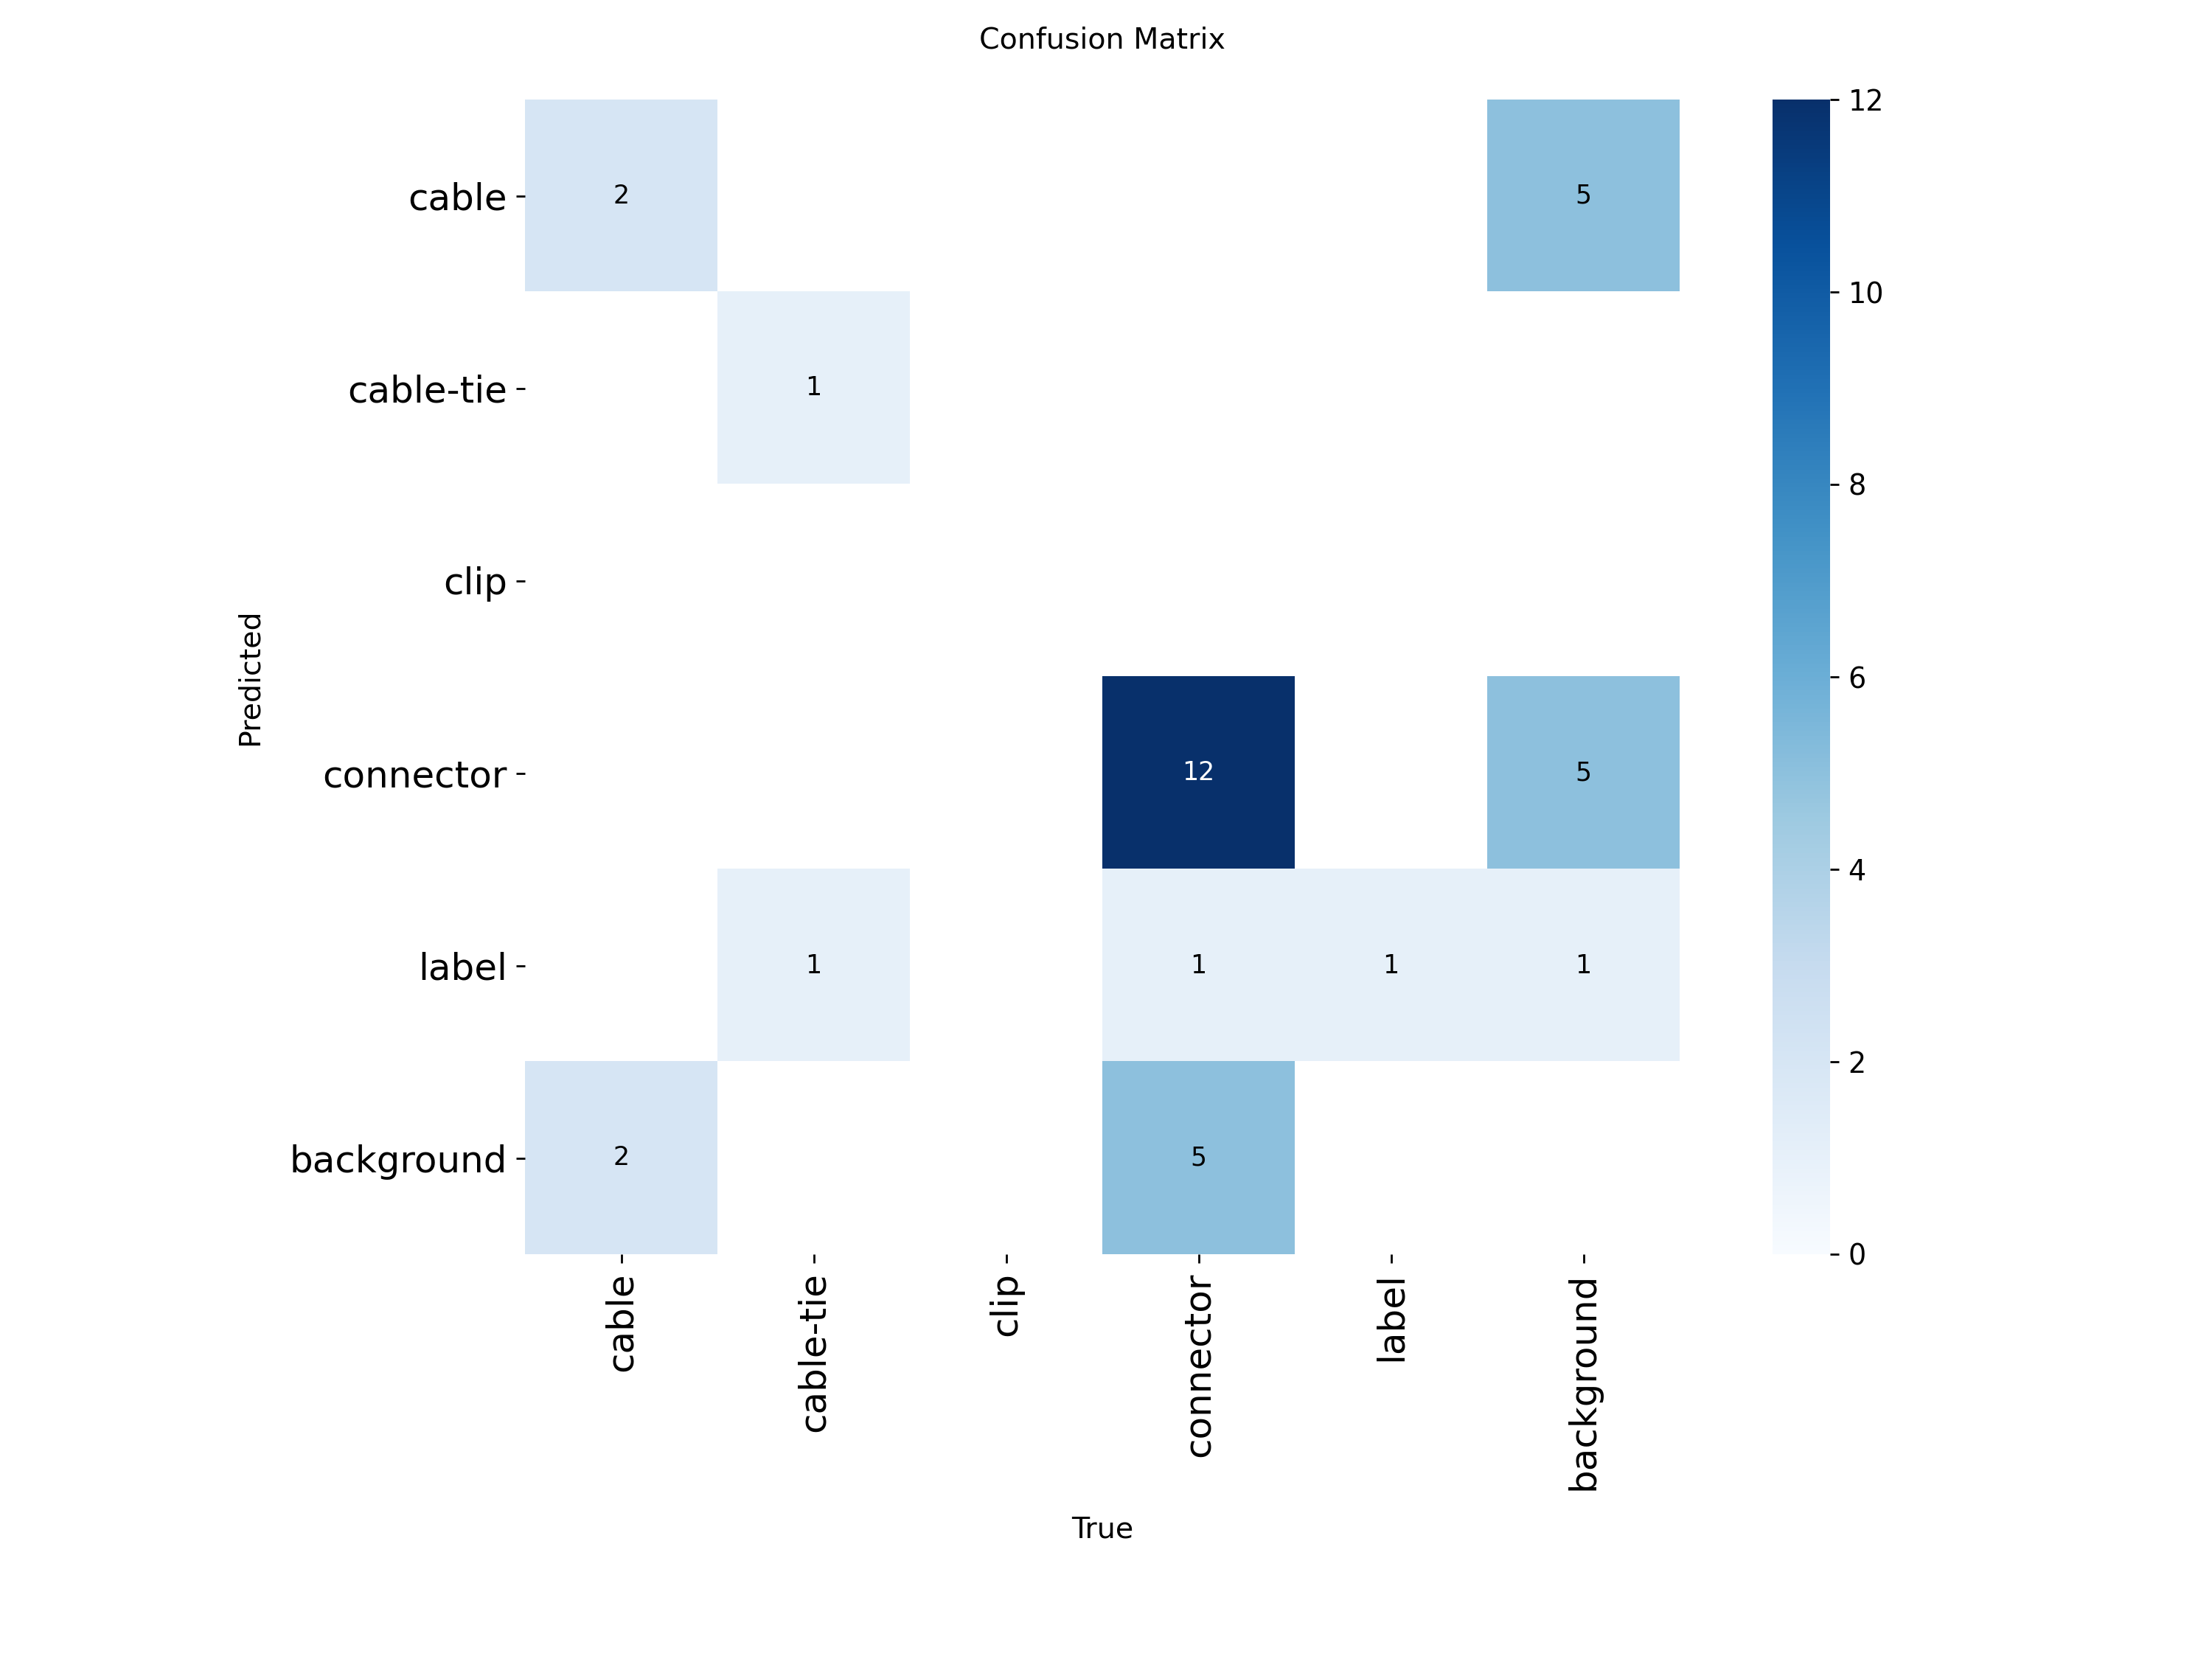 Confusion Matrix
12
cable
2
5
10
cable-tie
1
8
clip
6
Predicted
connector
12
5
4
label
1
1
1
1
2
background
2
5
0
cable
cable-tie
clip
connector
label
background
True